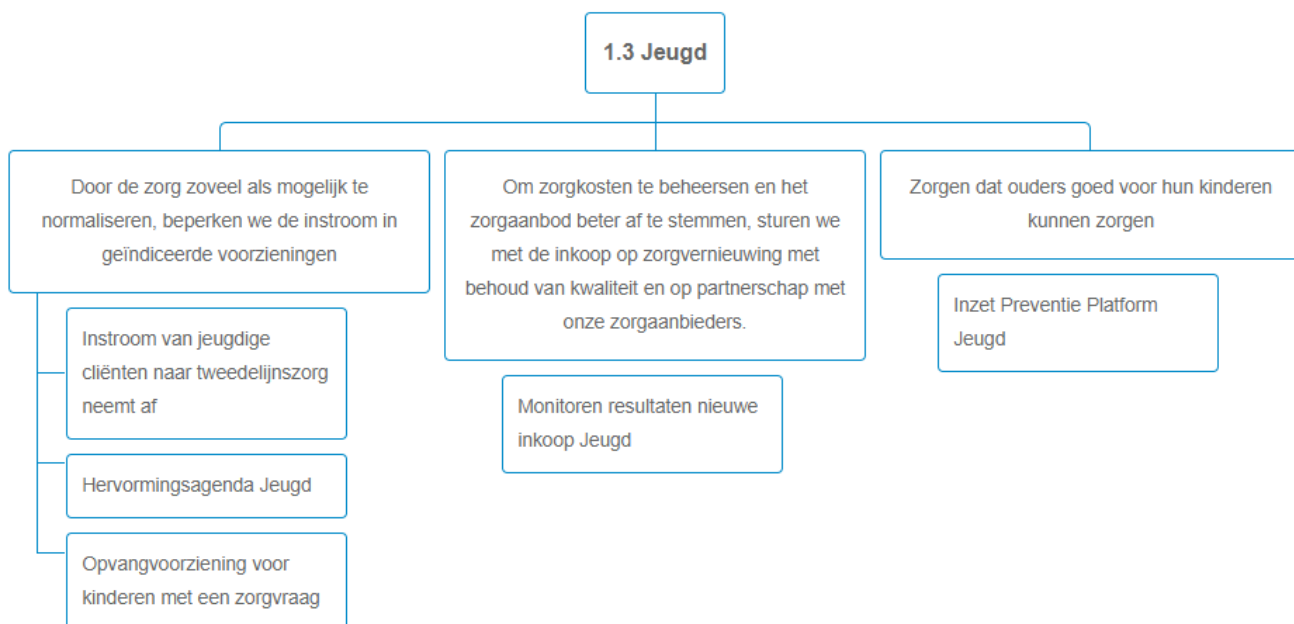 1.3 Jeugd
Door de zorg zoveel als mogelijk te
normaliseren, beperken we de instroom in
geïndiceerde voorzieningen
Instroom van jeugdige
cliënten naar tweedelijnszorg
neemt af
Hervormingsagenda Jeugd
Opvangvoorziening voor
kinderen met een zorgvraag
Om zorgkosten te beheersen en het
zorgaanbod beter af te stemmen, sturen we
met de inkoop op zorgvernieuwing met
behoud van kwaliteit en op partnerschap met
onze zorgaanbieders.
Monitoren resultaten nieuwe
inkoop Jeugd
Zorgen dat ouders goed voor hun kinderen
kunnen zorgen
Inzet Preventie Platform
Jeugd